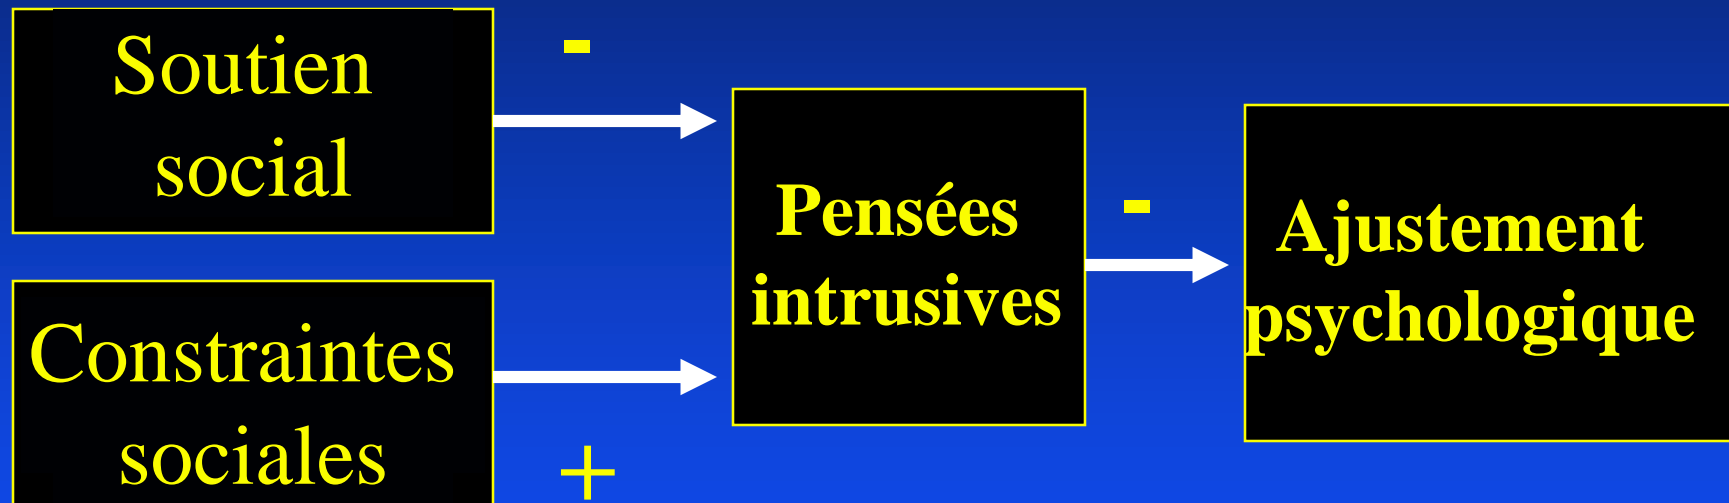 Soutien
social
-
Constraintes
sociales
+
Pensées
intrusives
-
Ajustement
psychologique